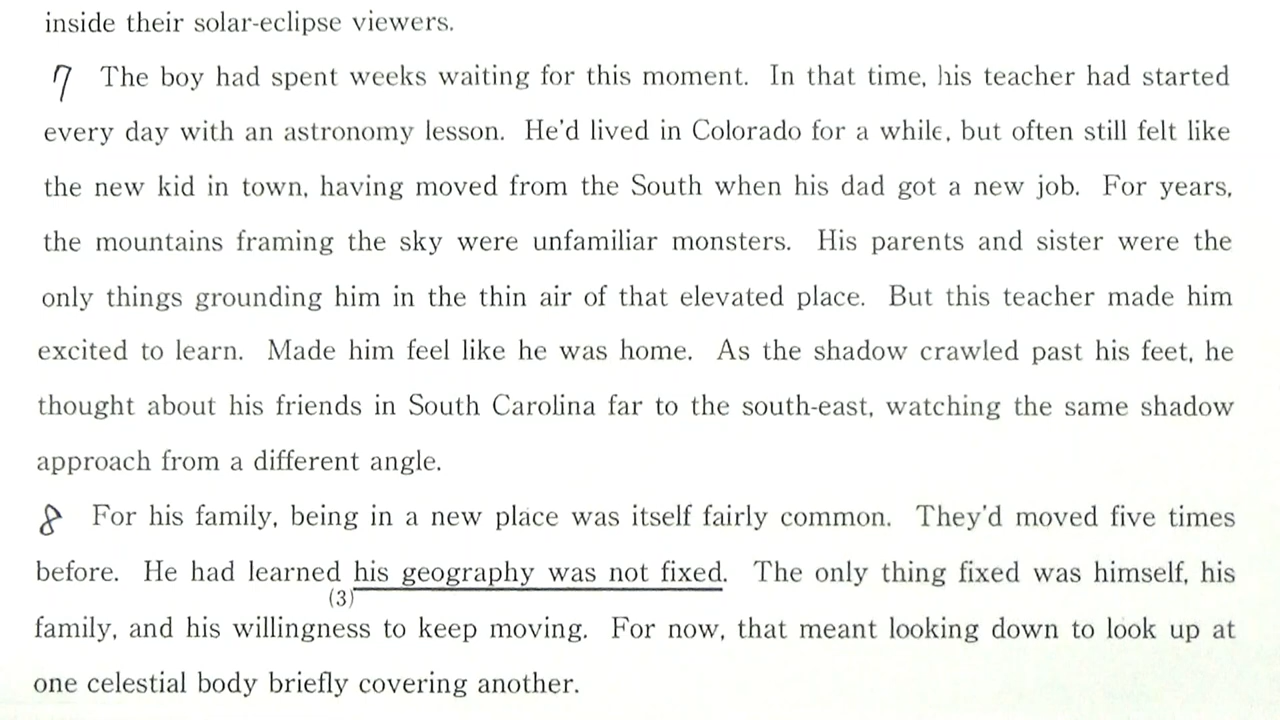 inside their solar-eclipse viewers.
7 The boy had spent weeks waiting for this moment. In that time, his teacher had started
every day with an astronomy lesson. He'd lived in Colorado for a while, but often still felt like
the new kid in town, having moved from the South when his dad got a new job. For years,
the mountains framing the sky were unfamiliar monsters. His parents and sister were the
only things grounding him in the thin air of that elevated place. But this teacher made him
excited to learn. Made him feel like he was home. As the shadow crawled past his feet, he
thought about his friends in South Carolina far to the south-east, watching the same shadow
approach from a different angle.
8 For his family, being in a new place was itself fairly common. They'd moved five times
before. He had learned his geography was not fixed. The only thing fixed was himself, his
(3)
family, and his willingness to keep moving. For now, that meant looking down to look up at
one celestial body briefly covering another.